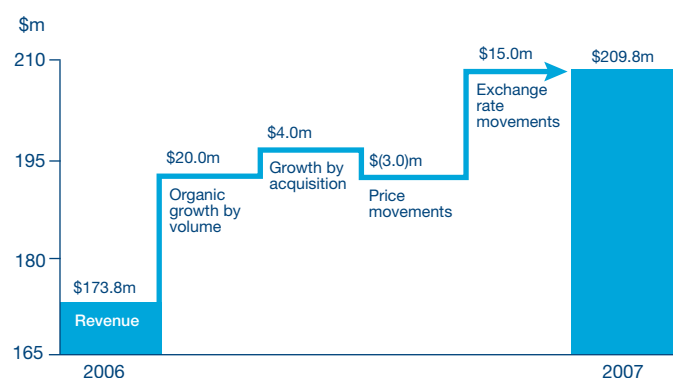 $m
210
195
180
165
$173.8m
Revenue
$20.0m
Organic
growth by
volume
$4.0m
Growth by
acquisition
$(3.0)m
Price
movements
$15.0m
Exchange
rate
movements
$209.8m
2006
2007